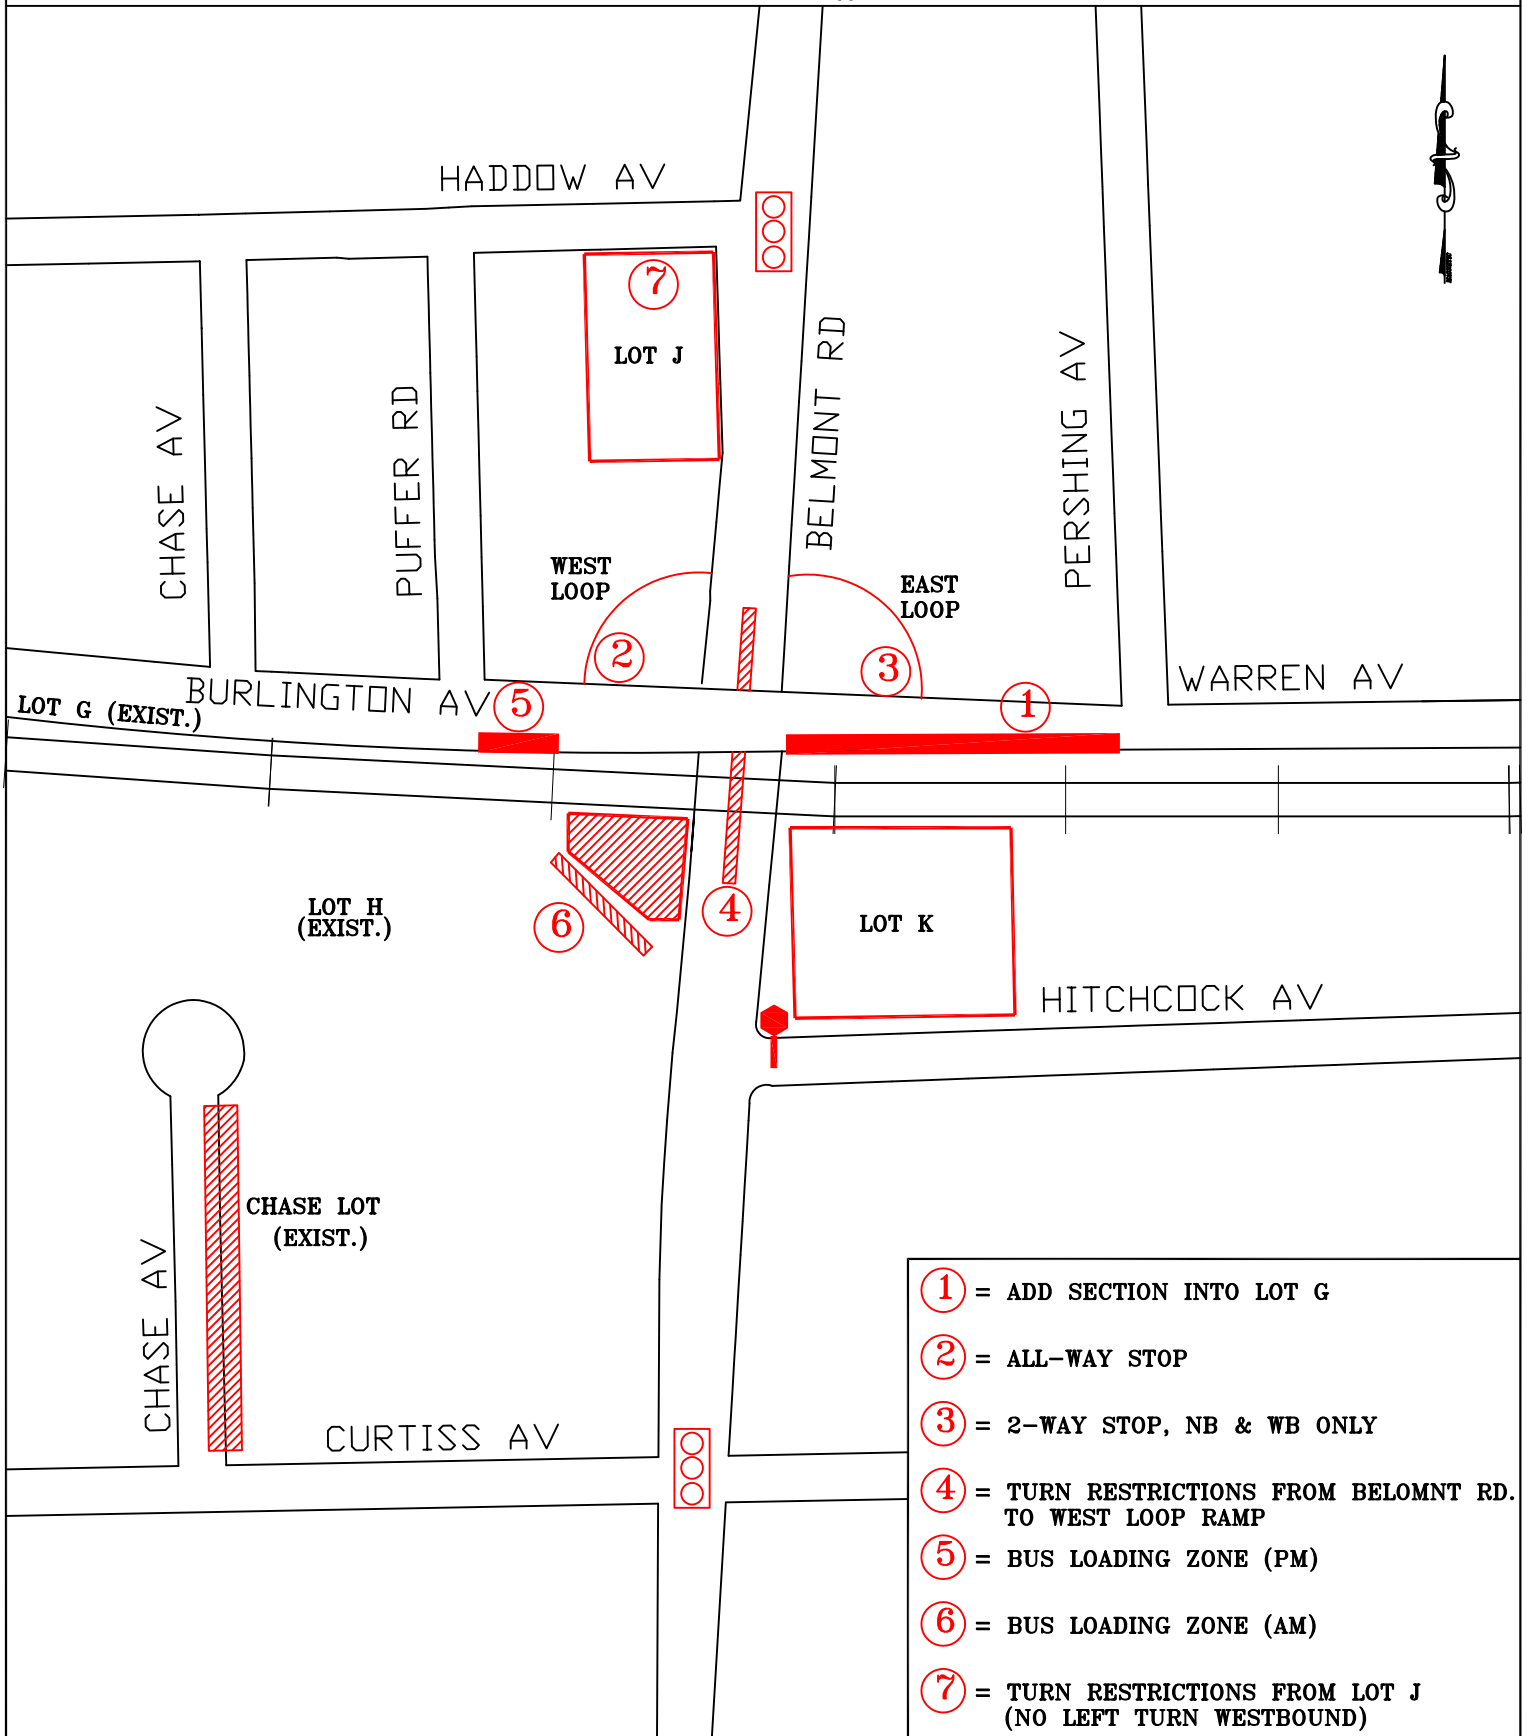 HADDOW AV
7
LOT J
BELMONT RD
PERSHING AV
CHASE AV
PUFFER RD
WEST
LOOP
EAST
LOOP
2
3
WARREN AV
BURLINGTON AV
LOT G (EXIST.)
5
1
LOT H
(EXIST.)
6
4
LOT K
HITCHCOCK AV
CHASE LOT
(EXIST.)
CHASE AV
CURTISS AV
1 = ADD SECTION INTO LOT G
2 = ALL-WAY STOP
3 = 2-WAY STOP, NB & WB ONLY
4 = TURN RESTRICTIONS FROM BELOMNT RD.
TO WEST LOOP RAMP
5 = BUS LOADING ZONE (PM)
6 = BUS LOADING ZONE (AM)
7 = TURN RESTRICTIONS FROM LOT J
(NO LEFT TURN WESTBOUND)